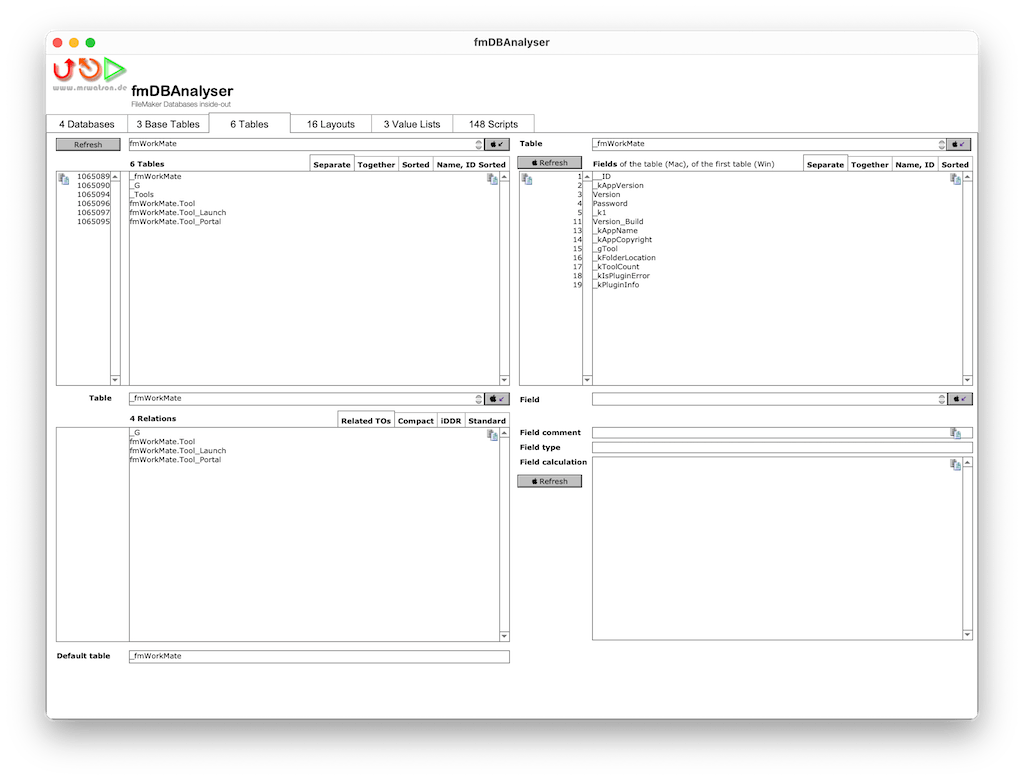 fmDBAnalyser
www.mrwatson.de
fmDBAnalyser
FileMaker Databases inside-out
4 Databases 3 Base Tables 6 Tables 16 Layouts 3 Value Lists 148 Scripts
Refresh fmWorkMate
6 Tables Separate Together Sorted Name, ID Sorted
1065089 _fmWorkMate
1065090 _G
1065094 _Tools
1065096 fmWorkMate.Tool
1065097 fmWorkMate.Tool_Launch
1065095 fmWorkMate.Tool_Portal
Table _fmWorkMate
Refresh Fields of the table (Mac), of the first table (Win) Separate Together Name, ID Sorted
1 __ID
2 _kAppVersion
3 Version
4 Password
5 _k1
11 Version_Build
13 _kAppName
14 _kAppCopyright
15 _gTool
16 _kFolderLocation
17 _kToolCount
18 _kIsPluginError
19 _kPluginInfo
Table _fmWorkMate
4 Relations Related TOs Compact iDDR Standard
_G
fmWorkMate.Tool
fmWorkMate.Tool_Launch
fmWorkMate.Tool_Portal
Default table _fmWorkMate
Field
Field comment
Field type
Field calculation
Refresh